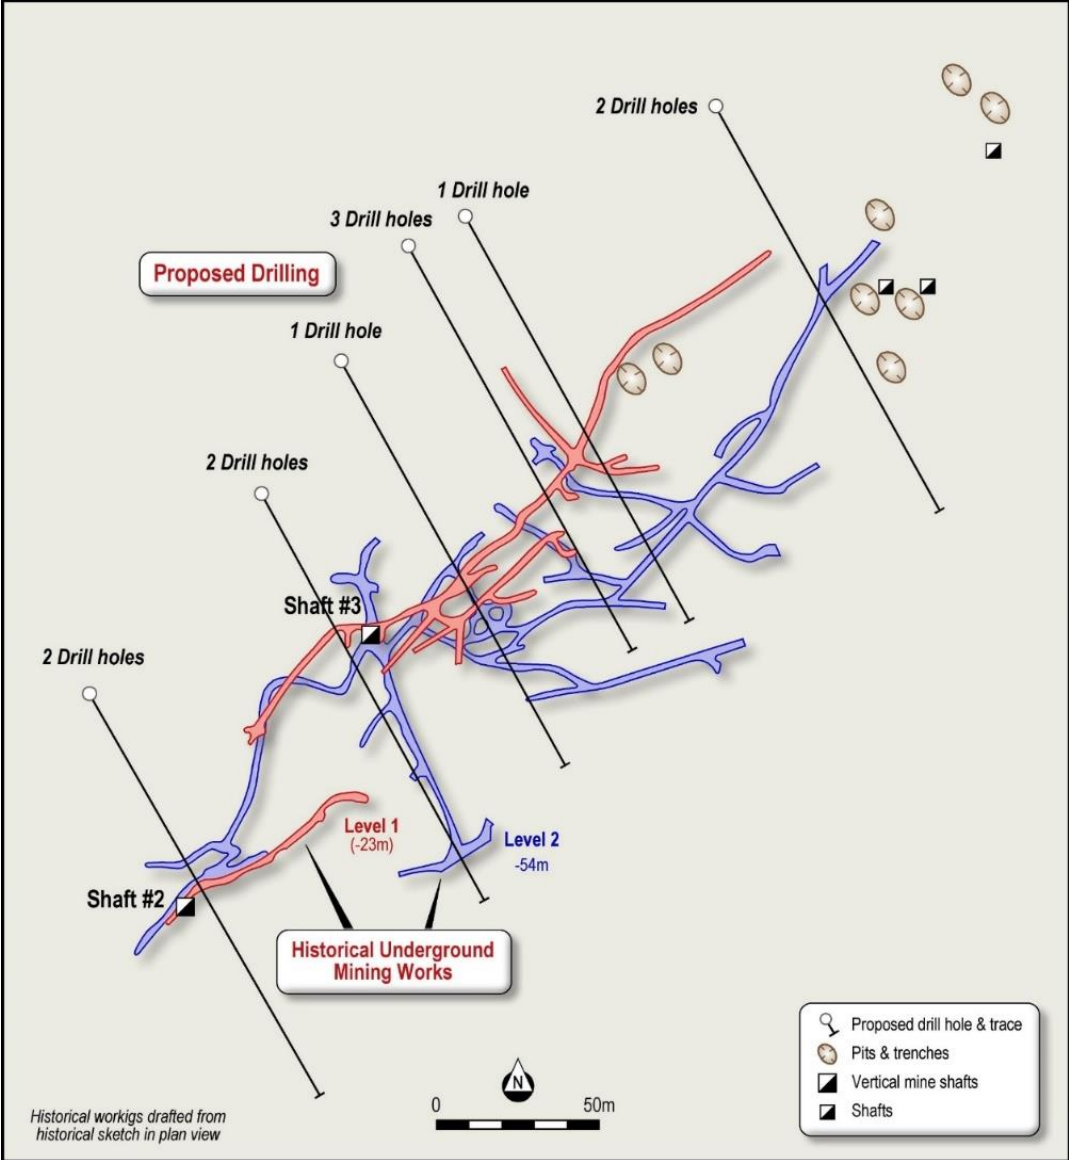 2 Drill holes
1 Drill hole
3 Drill holes
Proposed Drilling
1 Drill hole
2 Drill holes
Shaft #3
2 Drill holes
Level 1
(-23m)
Level 2
-54m
Shaft #2
Historical Underground
Mining Works
Proposed drill hole & trace
Pits & trenches
Vertical mine shafts
Shafts
N
0 50m
Historical workigs drafted from
historical sketch in plan view